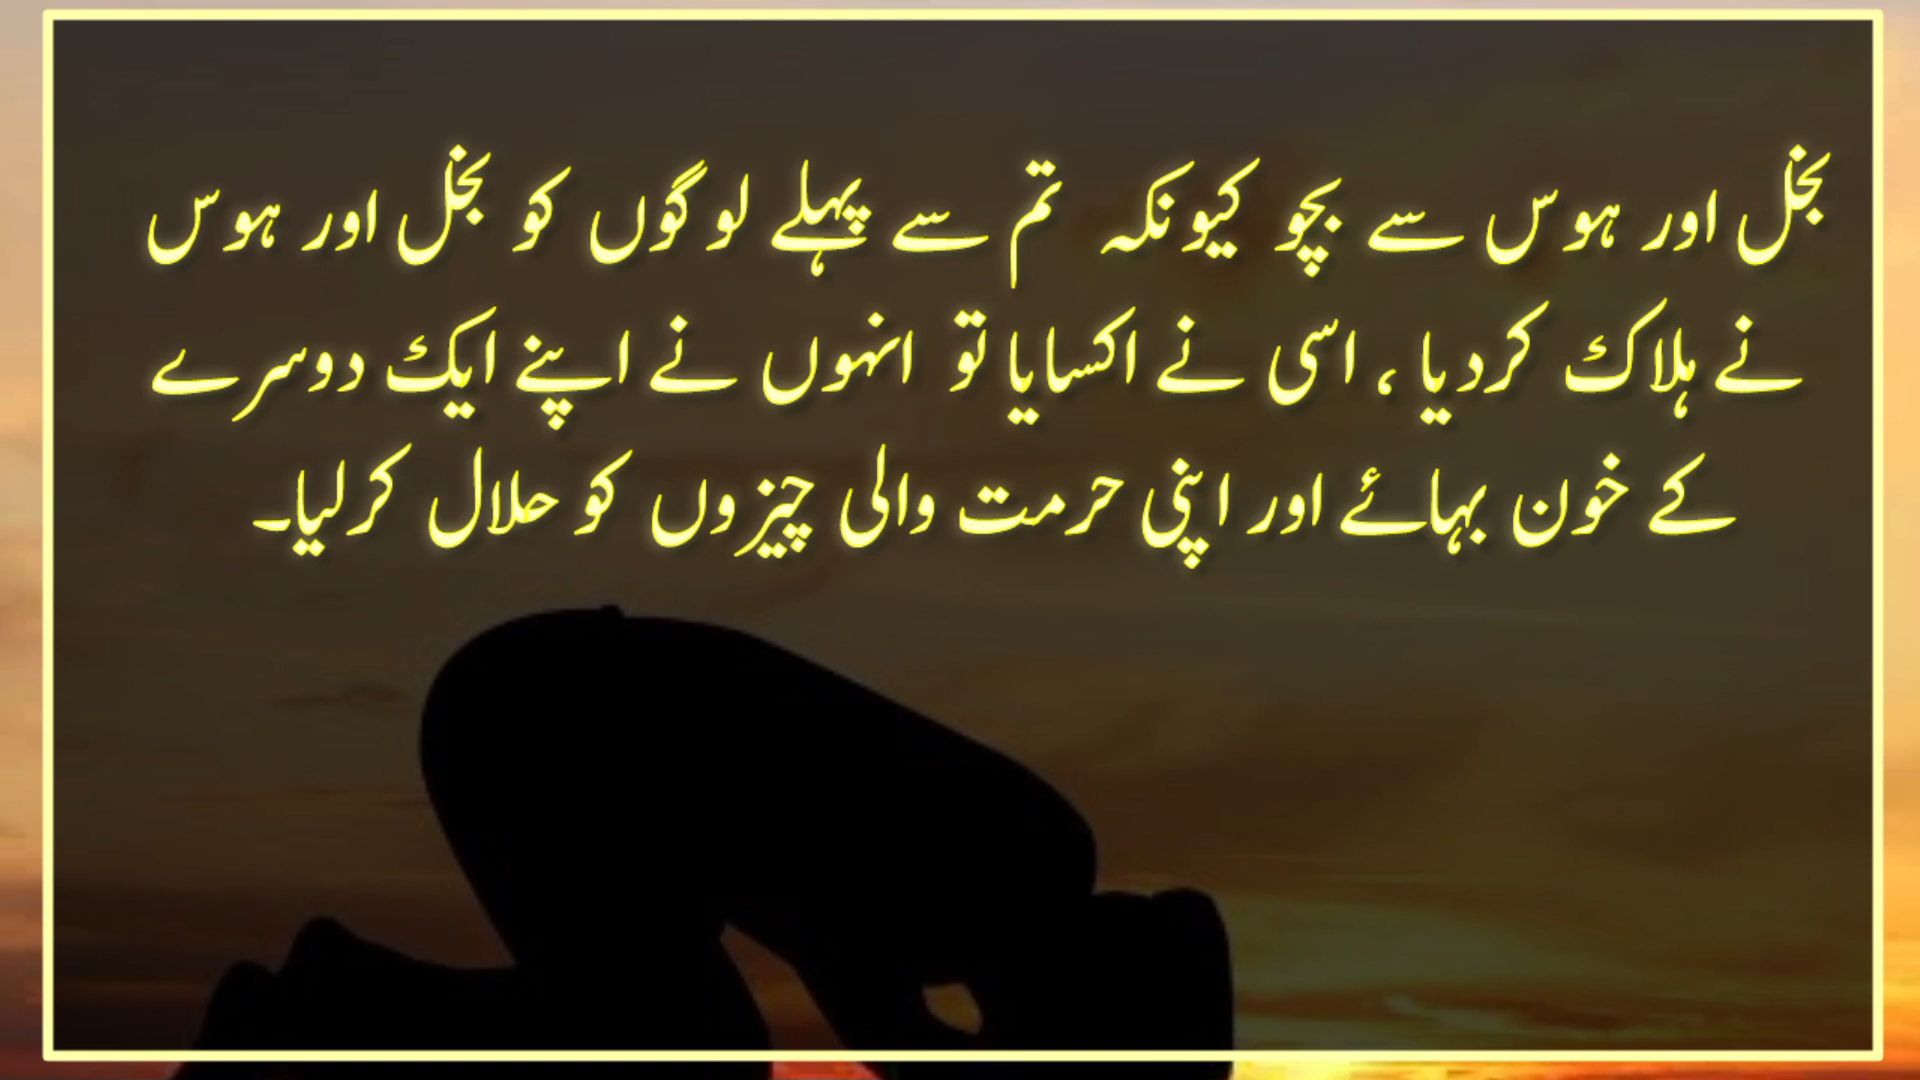 بخل اور ہوس سے بچو کیونکہ تم سے پہلے لوگوں کو بخل اور ہوس
نے ہلاک کردیا ، اسی نے اکسایا تو انہوں نے اپنے ایک دوسرے
کے خون بہائے اور اپنی حرمت والی چیزوں کو حلال کرلیا۔